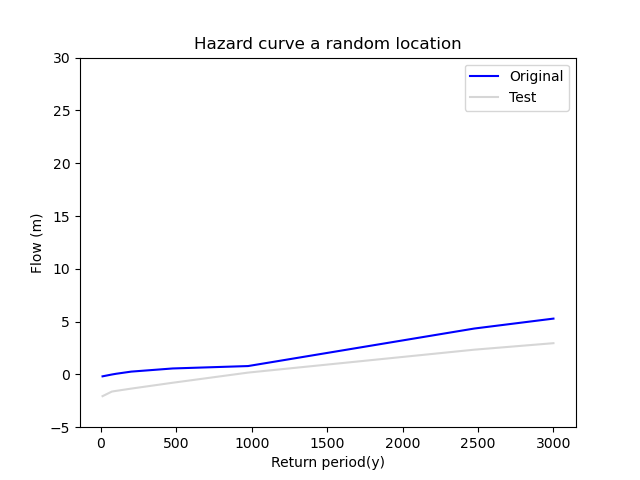 Hazard curve a random location
Original
Test
Flow (m)
30
25
20
15
10
5
0
−5
0 500 1000 1500 2000 2500 3000
Return period(y)